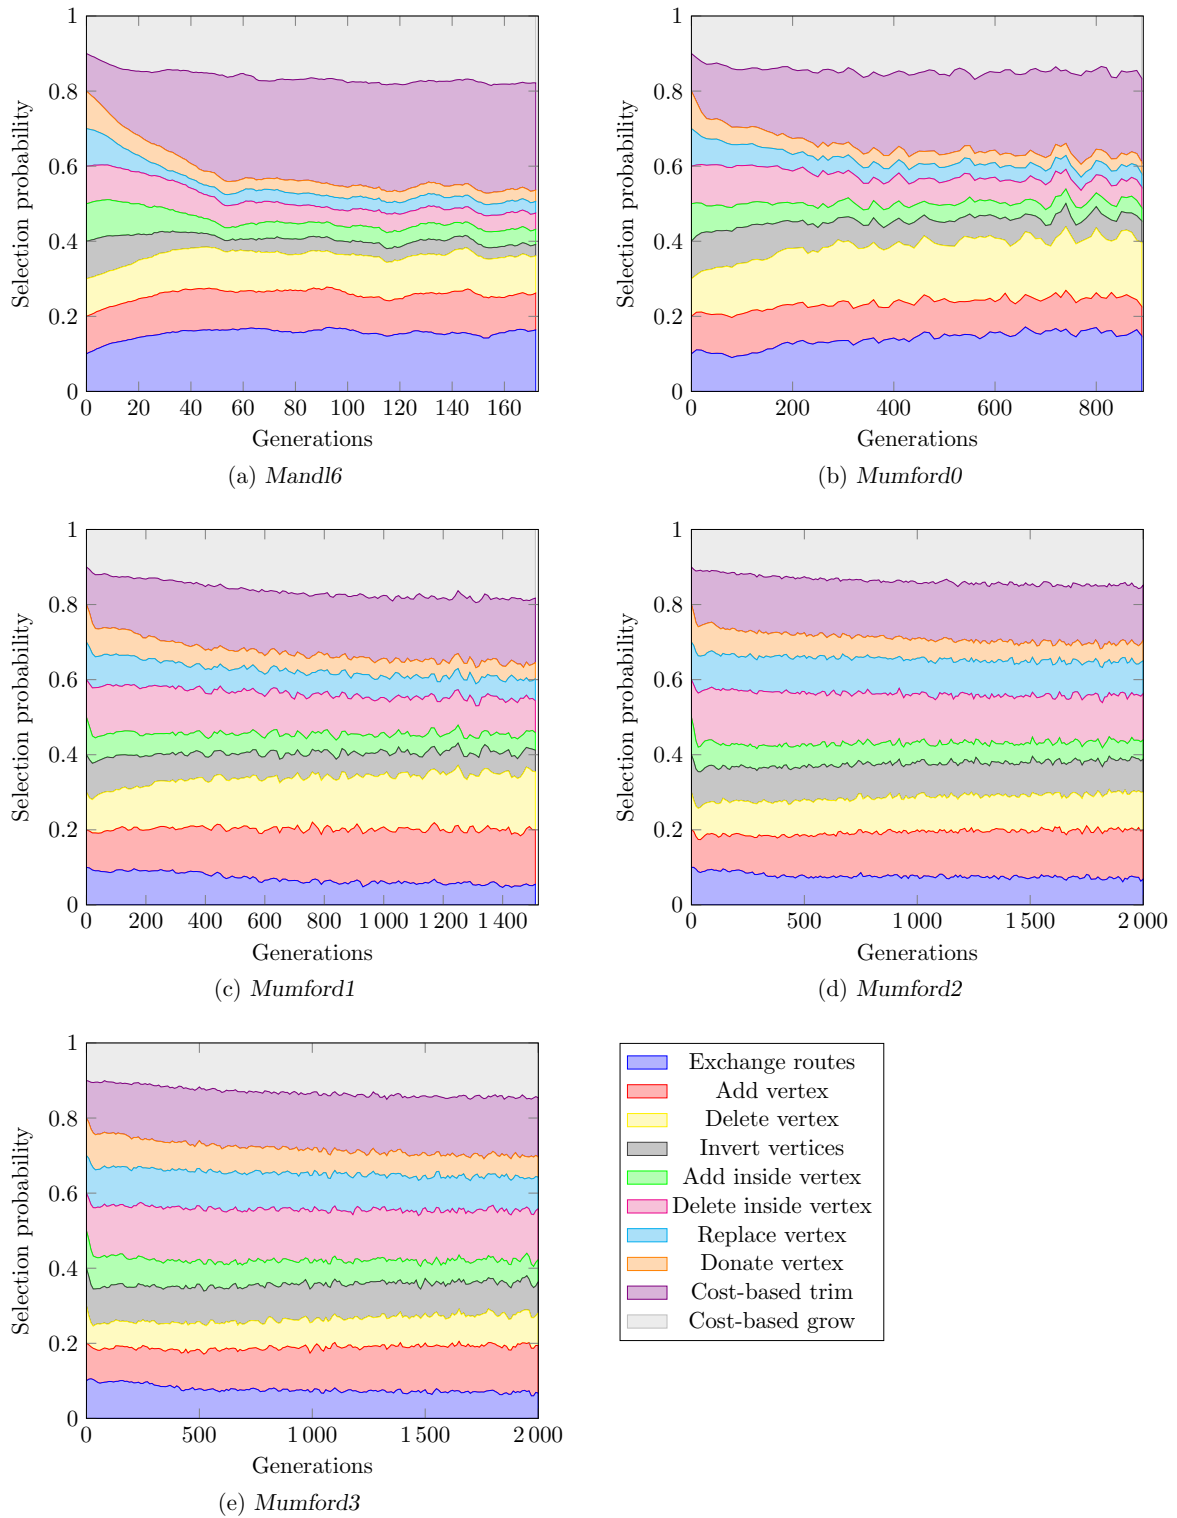 1
0.8
0.6
0.4
0.2
0
Selection probability
0 20 40 60 80 100 120 140 160
Generations
(a) Mandl6
1
0.8
0.6
0.4
0.2
0
Selection probability
0 200 400 600 800
Generations
(b) Mumford0
1
0.8
0.6
0.4
0.2
0
Selection probability
0 200 400 600 800 1 000 1 200 1 400
Generations
(c) Mumford1
1
0.8
0.6
0.4
0.2
0
Selection probability
0 500 1 000 1 500 2 000
Generations
(d) Mumford2
1
0.8
0.6
0.4
0.2
0
Selection probability
0 500 1 000 1 500 2 000
Generations
(e) Mumford3
Exchange routes
Add vertex
Delete vertex
Invert vertices
Add inside vertex
Delete inside vertex
Replace vertex
Donate vertex
Cost-based trim
Cost-based grow